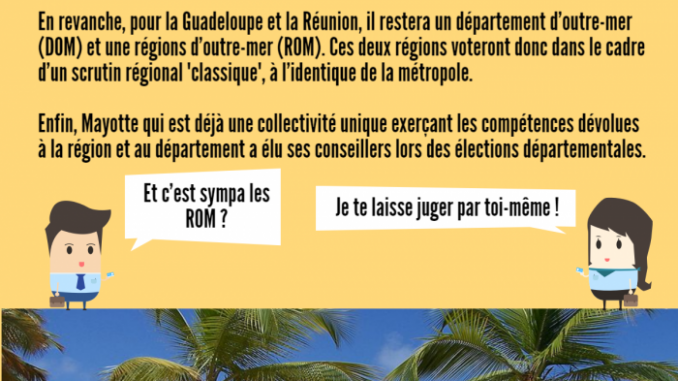 En revanche, pour la Guadeloupe et la Réunion, il restera un département d'outre-mer
(DOM) et une régions d'outre-mer (ROM). Ces deux régions voteront donc dans le cadre
d'un scrutin régional 'classique', à l'identique de la métropole.
Enfin, Mayotte qui est déjà une collectivité unique exerçant les compétences dévolues
à la région et au département a élu ses conseillers lors des élections départementales.
Et c'est sympa les
ROM ?
Je te laisse juger par toi-même !